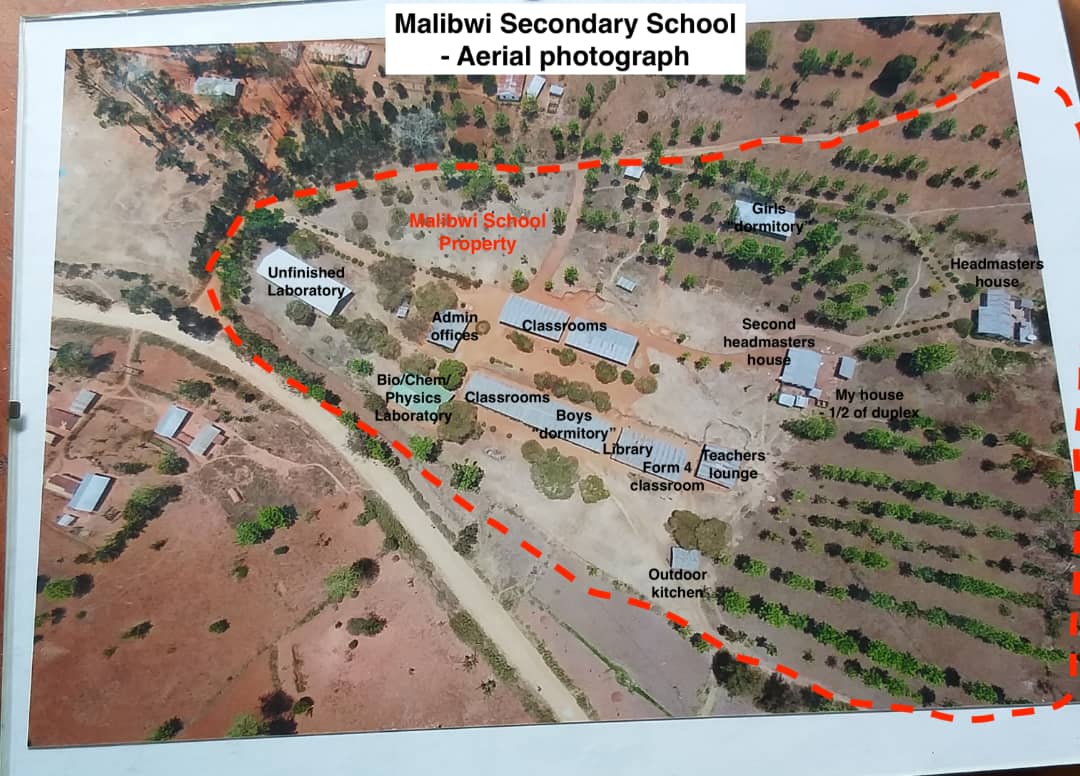 Malibwi Secondary School
- Aerial photograph
Malibwi School
Property
Girls
"dormitory"
Headmasters
house
Unfinished
Laboratory
Admin
offices
Classrooms
Second
headmasters
house
My house
- 1/2 of duplex
Bio/Chem/
Physics
Laboratory
Classrooms
Boys
"dormitory"
Library
Form 4
classroom
Teachers
lounge
Outdoor
kitchen